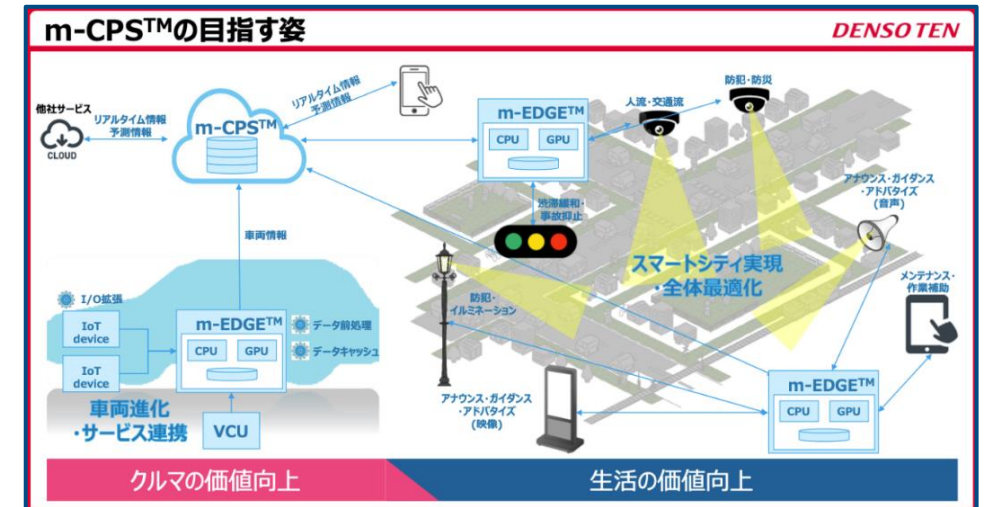 m-CPS™の目指す姿
DENSO TEN
他社サービス
CLOUD
リアルタイム情報
予測情報
m-CPS™
リアルタイム情報
予測情報
m-EDGE™
CPU
GPU
人流・交通流
防犯・防災
渋滞緩和・
事故抑止
アナウンス・ガイダンス
・アドバタイズ
(音声)
車両情報
スマートシティ実現
・全体最適化
メンテナンス・
作業補助
防犯・
イルミネーション
I/O拡張
IoT
device
IoT
device
m-EDGE™
CPU
GPU
データ前処理
データキャッシュ
車両進化
・サービス連携
VCU
アナウンス・ガイダンス
・アドバタイズ
(映像)
m-EDGE™
CPU
GPU
クルマの価値向上
生活の価値向上